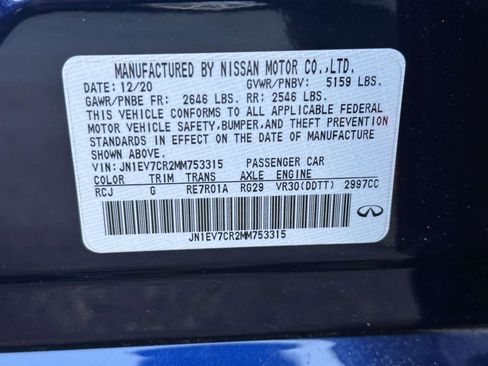 MANUFACTURED BY NISSAN MOTOR CO.,LTD.
DATE: 12/20 GVWR/PNBV: 5159 LBS.
GAWR/PNBE FR: 2646 LBS. RR: 2546 LBS.
THIS VEHICLE CONFORMS TO ALL APPLICABLE FEDERAL
MOTOR VEHICLE SAFETY,BUMPER,AND THEFT PREVENTION
STANDARDS IN EFFECT ON THE DATE OF MANUFACTURE
SHOWN ABOVE.
VIN: JN1EV7CR2MM753315 PASSENGER CAR
COLOR TRIM TRANS AXLE ENGINE
RCJ G RE7R01A RG29 VR30(DDTT) 2997CC
JN1EV7CR2MM753315
INFINITI